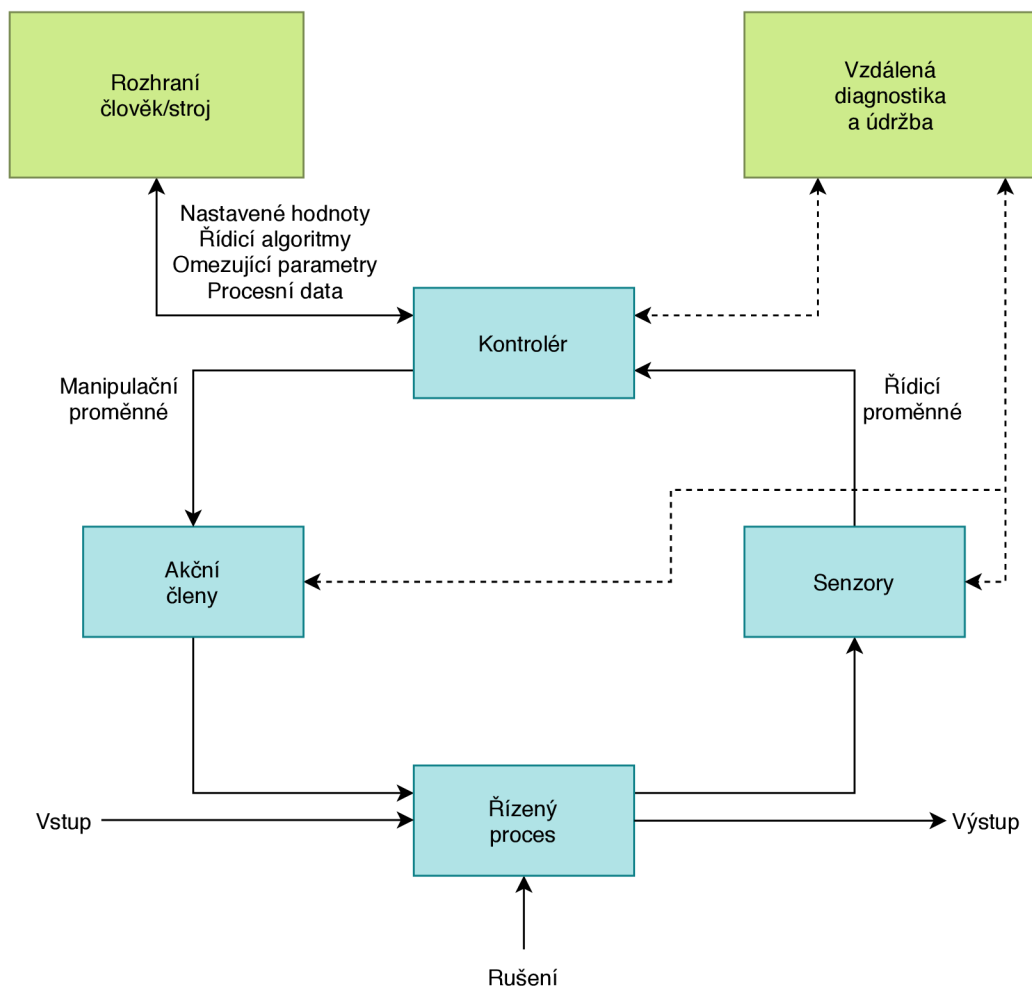 Rozhraní
člověk/stroj
Vzdálená
diagnostika
a údržba
Nastavené hodnoty
Řídicí algoritmy
Omezující parametry
Procesní data
Kontrolér
Manipulační
proměnné
Řídicí
proměnné
Akční
členy
Senzory
Vstup
Řízený
proces
Výstup
Rušení